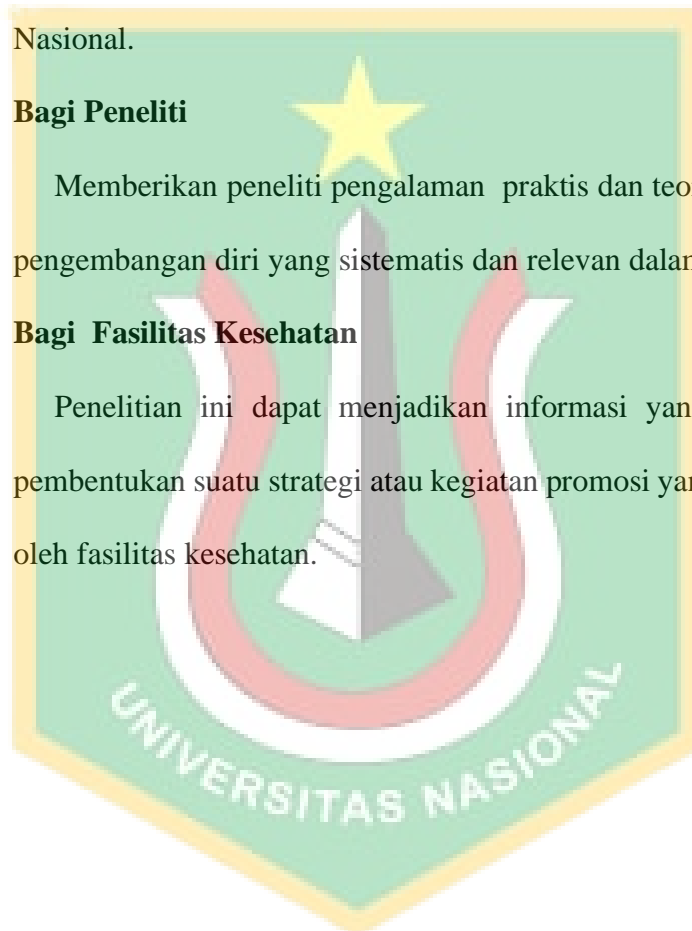 Nasional.
Bagi Peneliti
Memberikan peneliti pengalaman praktis dan teo
pengembangan diri yang sistematis dan relevan dalam
Bagi Fasilitas Kesehatan
Penelitian ini dapat menjadikan informasi yan
pembentukan suatu strategi atau kegiatan promosi yan
oleh fasilitas kesehatan.
UNIVERSITAS NASIONAL